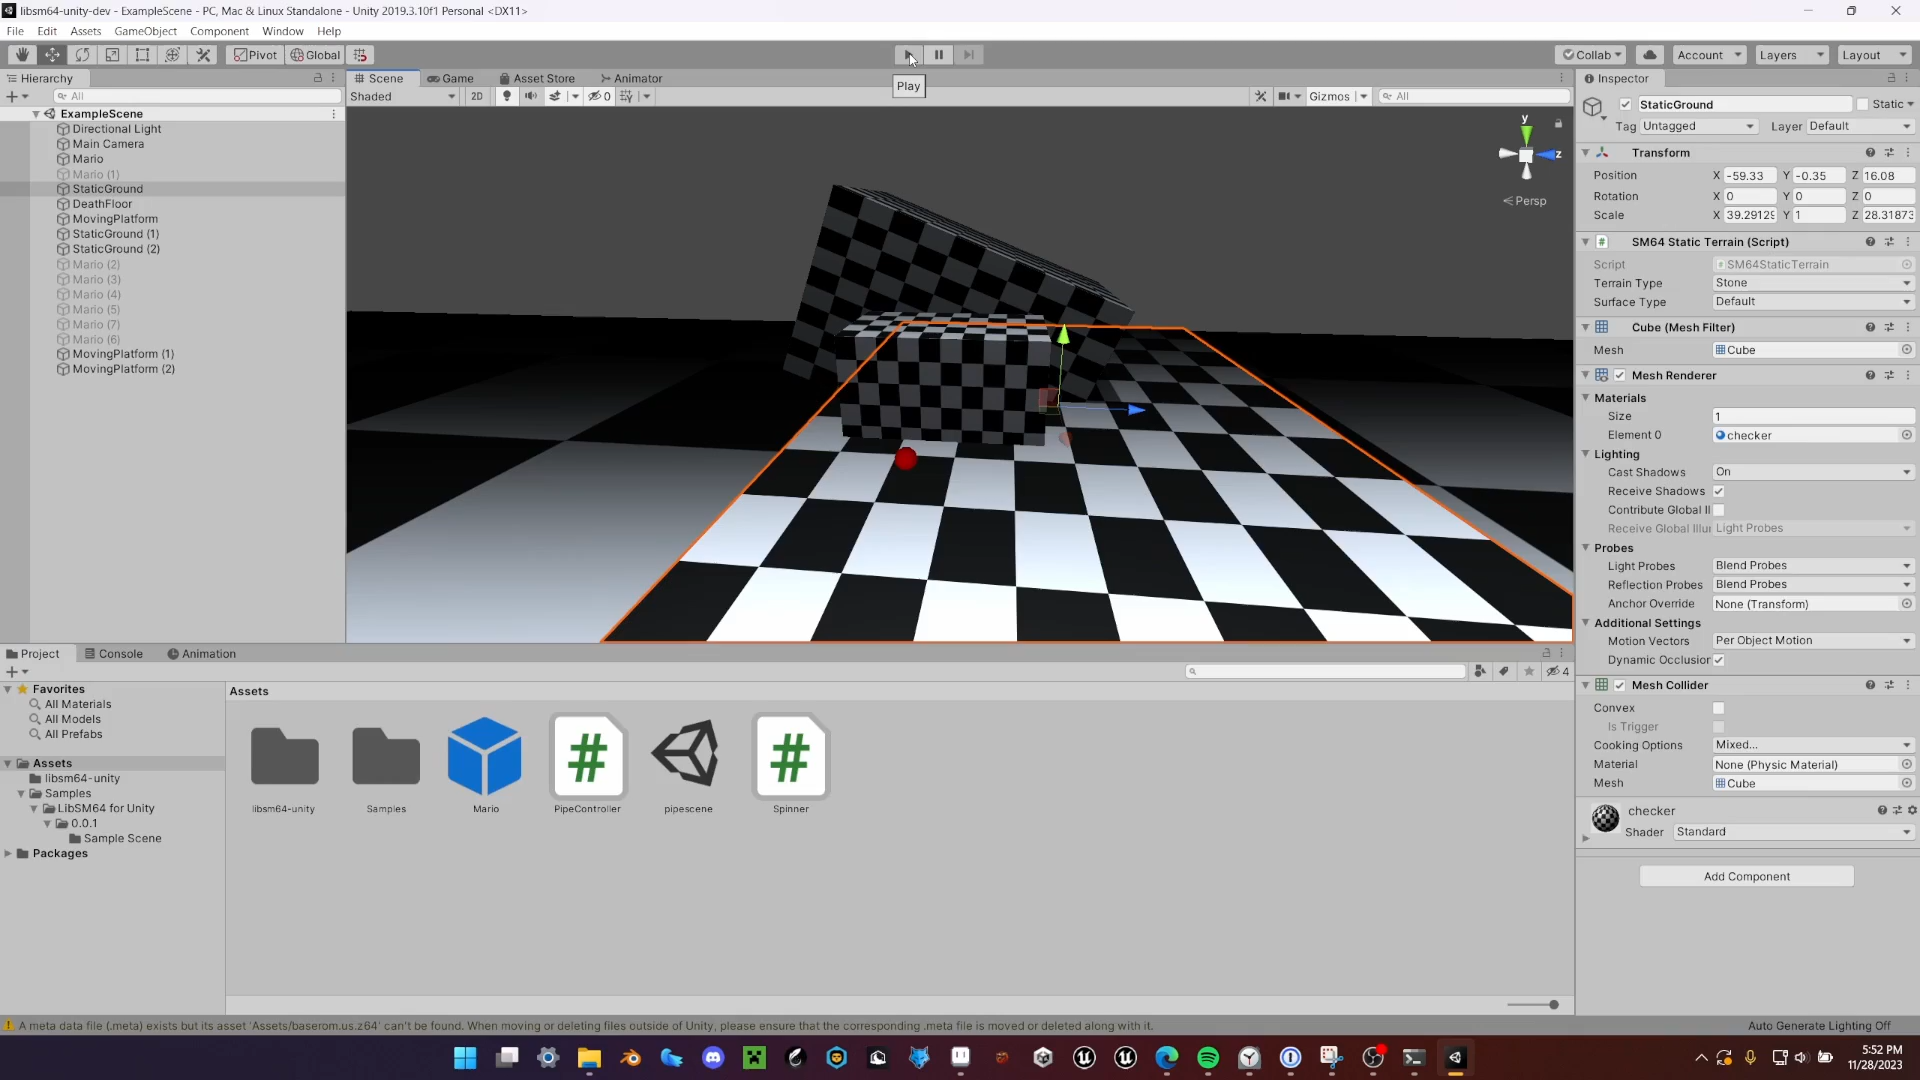 libsm64-unity-dev - ExampleScene - PC, Mac & Linux Standalone - Unity 2019.3.10f1 Personal <DX11>
File Edit Assets GameObject Component Window Help
Pivot Global Collab Account Layers Layout
Play
Hierarchy
All
ExampleScene
Directional Light
Main Camera
Mario
Mario (1)
StaticGround
DeathFloor
MovingPlatform
StaticGround (1)
StaticGround (2)
Mario (2)
Mario (3)
Mario (4)
Mario (5)
Mario (7)
Mario (6)
MovingPlatform (1)
MovingPlatform (2)
Scene Game Asset Store Animator
Shaded 2D 0 Gizmos All
y
z
Persp
Inspector
StaticGround Static
Tag Untagged Layer Default
Transform
Position X -59.33 Y -0.35 Z 16.08
Rotation X 0 Y 0 Z 0
Scale X 39.29129 Y 1 Z 28.31873
# SM64 Static Terrain (Script)
Script SM64StaticTerrain
Terrain Type Stone
Surface Type Default
Cube (Mesh Filter)
Mesh Cube
Mesh Renderer
Materials
Size 1
Element 0 checker
Lighting
Cast Shadows On
Receive Shadows
Contribute Global Il
Receive Global Illur Light Probes
Probes
Light Probes Blend Probes
Reflection Probes Blend Probes
Anchor Override None (Transform)
Additional Settings
Motion Vectors Per Object Motion
Dynamic Occlusion
Mesh Collider
Convex
Is Trigger
Cooking Options Mixed...
Material None (Physic Material)
Mesh Cube
checker
Shader Standard
Add Component
Project Console Animation
4
Favorites
All Materials
All Models
All Prefabs
Assets
libsm64-unity
Samples
LibSM64 for Unity
0.0.1
Sample Scene
Packages
Assets
# #
libsm64-unity Samples Mario PipeController pipescene Spinner
A meta data file (.meta) exists but its asset 'Assets/baserom.us.z64' can't be found. When moving or deleting files outside of Unity, please ensure that the corresponding .meta file is moved or deleted along with it.
Auto Generate Lighting Off
5:52 PM
11/28/2023